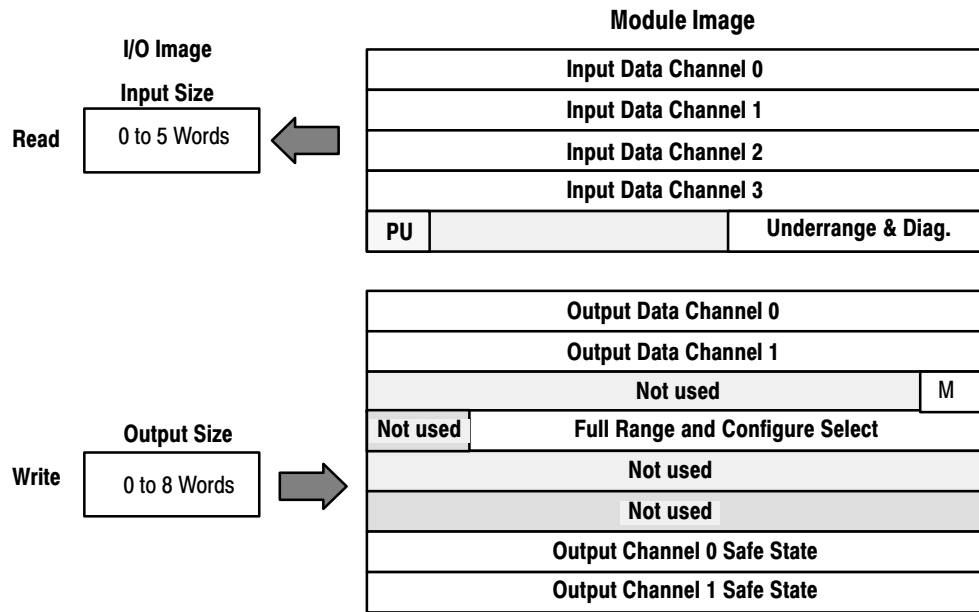 Module Image
I/O Image
Input Size
Read
0 to 5 Words
Input Data Channel 0
Input Data Channel 1
Input Data Channel 2
Input Data Channel 3
PU
Underrange & Diag.
Output Data Channel 0
Output Data Channel 1
Not used
M
Not used
Full Range and Configure Select
Not used
Not used
Output Channel 0 Safe State
Output Channel 1 Safe State
Output Size
Write
0 to 8 Words